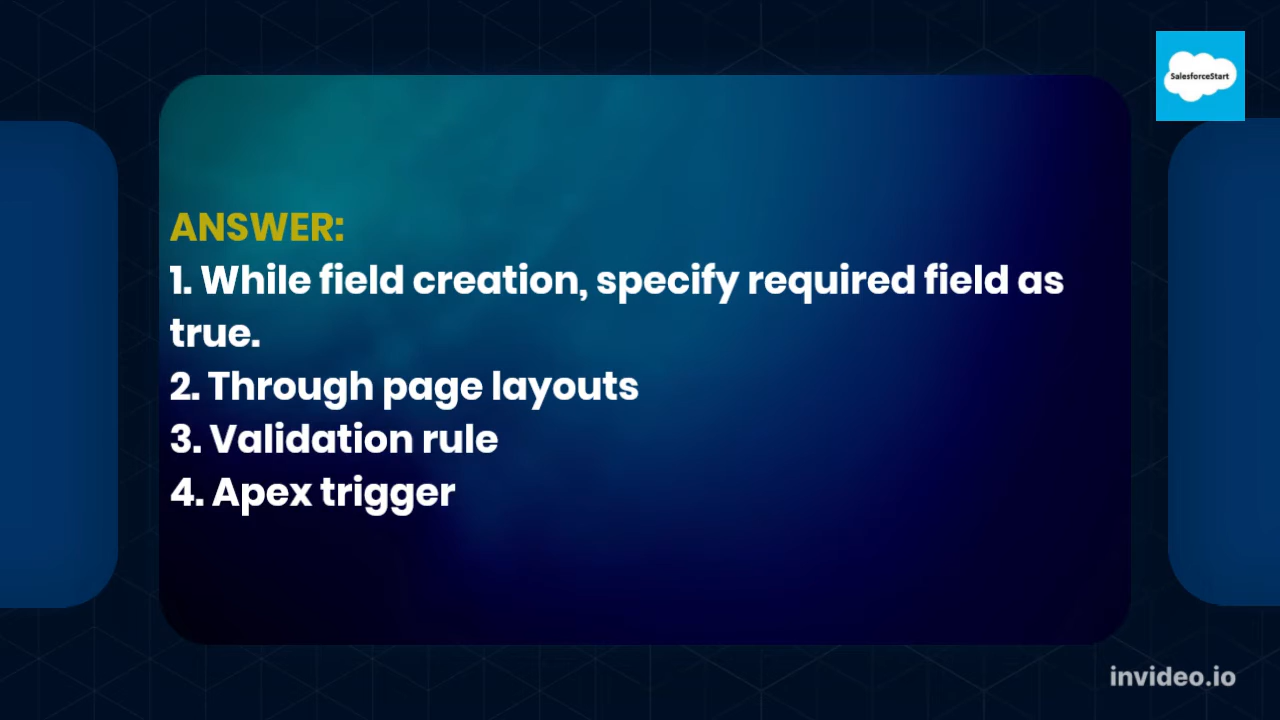 SalesforceStart
ANSWER:
1. While field creation, specify required field as
true.
2. Through page layouts
3. Validation rule
4. Apex trigger
invideo.io